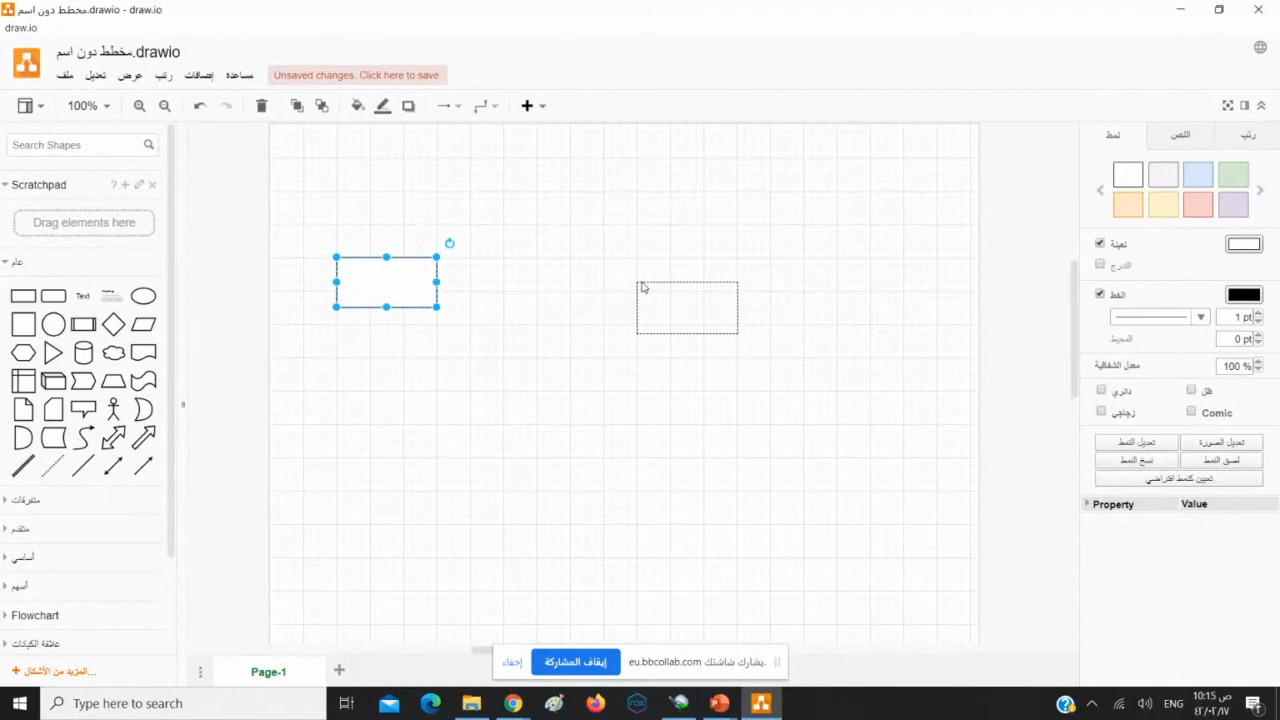 مخطط دون اسم.drawio - draw.io
draw.io
مخطط دون اسم.drawio
ملف تعديل عرض رتب إضافات مساعدة
Unsaved changes. Click here to save.
100%
Search Shapes
Scratchpad
Drag elements here
عام
Text
متفرقات
متقدم
أساسي
أسهم
Flowchart
علاقة الكيانات
المزيد من الأشكال...
Page-1
إخفاء
إيقاف المشاركة
eu.bbcollab.com يشارك شاشتك.
نمط
النص
رتب
تعبئة
التدرج
الخط
1 pt
المحيط
0 pt
معدل الشفافية
100 %
دائري
ظل
زجاجي
Comic
تعديل النمط
تعديل الصورة
نسخ النمط
لصق النمط
تعيين كنمط افتراضي
Property
Value
Type here to search
ENG
10:15 ص